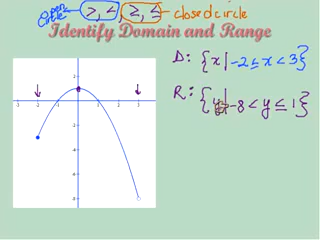 open circle >, <, ≥, ≤ - closed circle
Identify Domain and Range
D: {x| -2 ≤ x < 3}
R: {y| -8 < y ≤ 1}